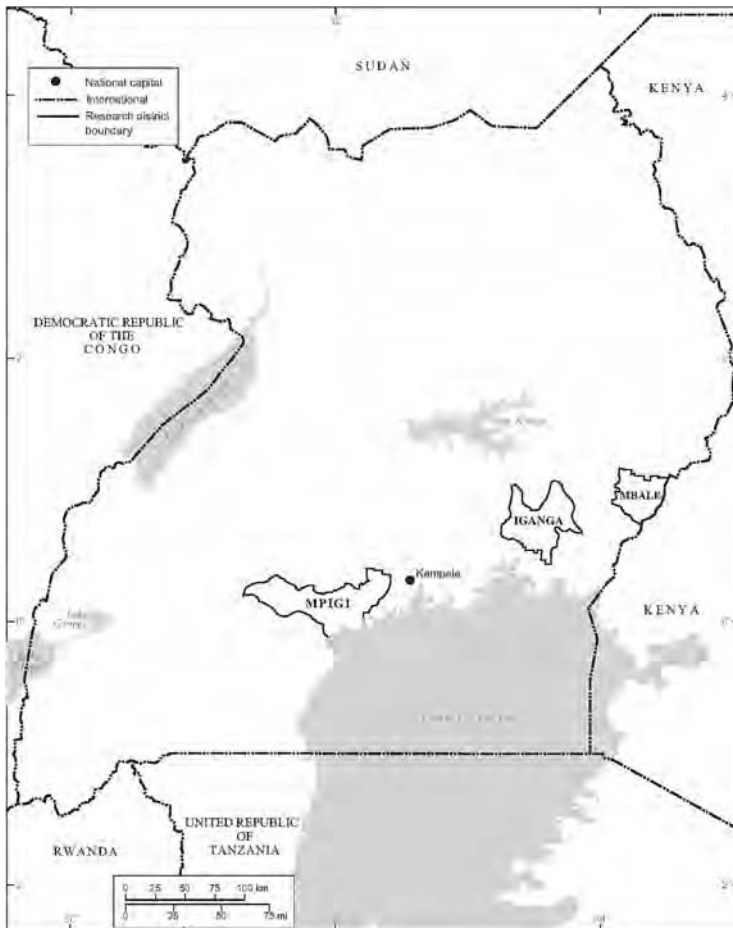 SUDAN
KENYA
National capital
International
Research district
boundary
DEMOCRATIC REPUBLIC
OF THE
CONGO
MBALE
IGANGA
Kampala
MPIGI
KENYA
UNITED REPUBLIC
OF
TANZANIA
RWANDA
0 25 50 75 100 km
0 25 50 75 mi